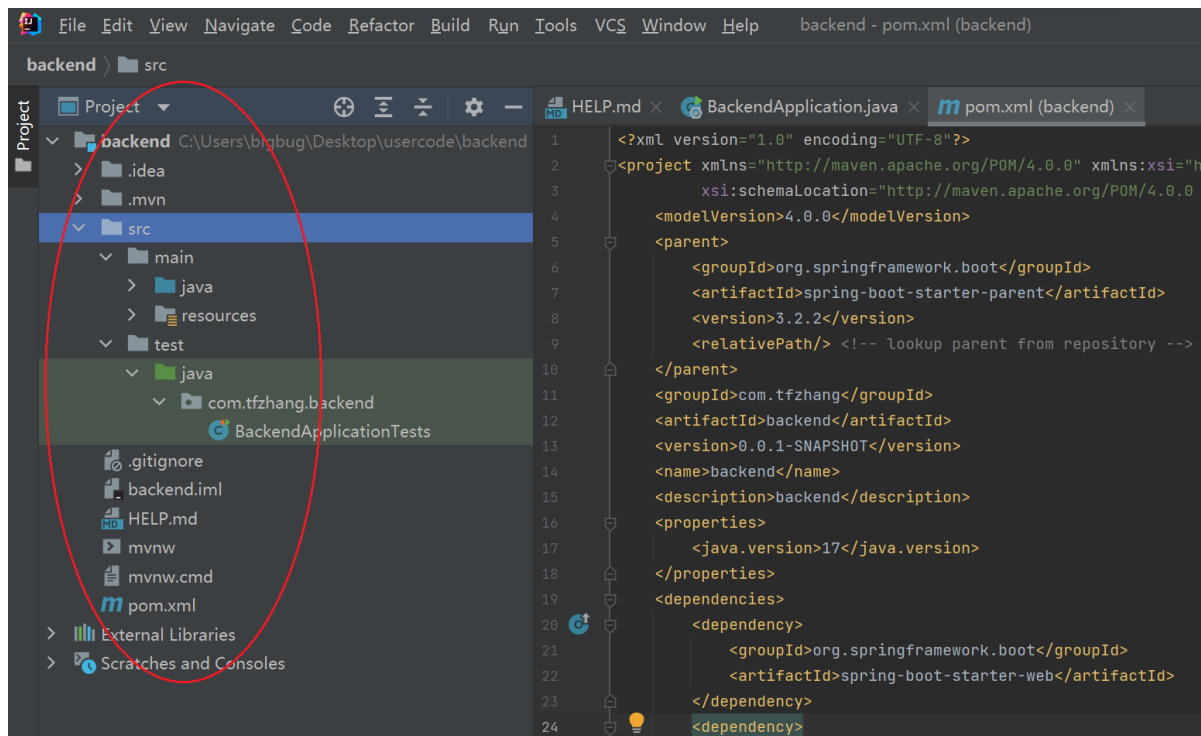 File Edit View Navigate Code Refactor Build Run Tools VCS Window Help backend - pom.xml (backend)
backend src
Project
Project
backend C:\Users\bigbug\Desktop\usercode\backend
.idea
.mvn
src
main
java
resources
test
java
com.tfzhang.backend
BackendApplicationTests
.gitignore
backend.iml
HELP.md
mvnw
mvnw.cmd
pom.xml
External Libraries
Scratches and Consoles
HELP.md BackendApplication.java pom.xml (backend)
1 <?xml version="1.0" encoding="UTF-8"?>
2 <project xmlns="http://maven.apache.org/POM/4.0.0" xmlns:xsi="h
3 xsi:schemaLocation="http://maven.apache.org/POM/4.0.0
4 <modelVersion>4.0.0</modelVersion>
5 <parent>
6 <groupId>org.springframework.boot</groupId>
7 <artifactId>spring-boot-starter-parent</artifactId>
8 <version>3.2.2</version>
9 <relativePath/> <!-- lookup parent from repository -->
10 </parent>
11 <groupId>com.tfzhang</groupId>
12 <artifactId>backend</artifactId>
13 <version>0.0.1-SNAPSHOT</version>
14 <name>backend</name>
15 <description>backend</description>
16 <properties>
17 <java.version>17</java.version>
18 </properties>
19 <dependencies>
20 <dependency>
21 <groupId>org.springframework.boot</groupId>
22 <artifactId>spring-boot-starter-web</artifactId>
23 </dependency>
24 <dependency>